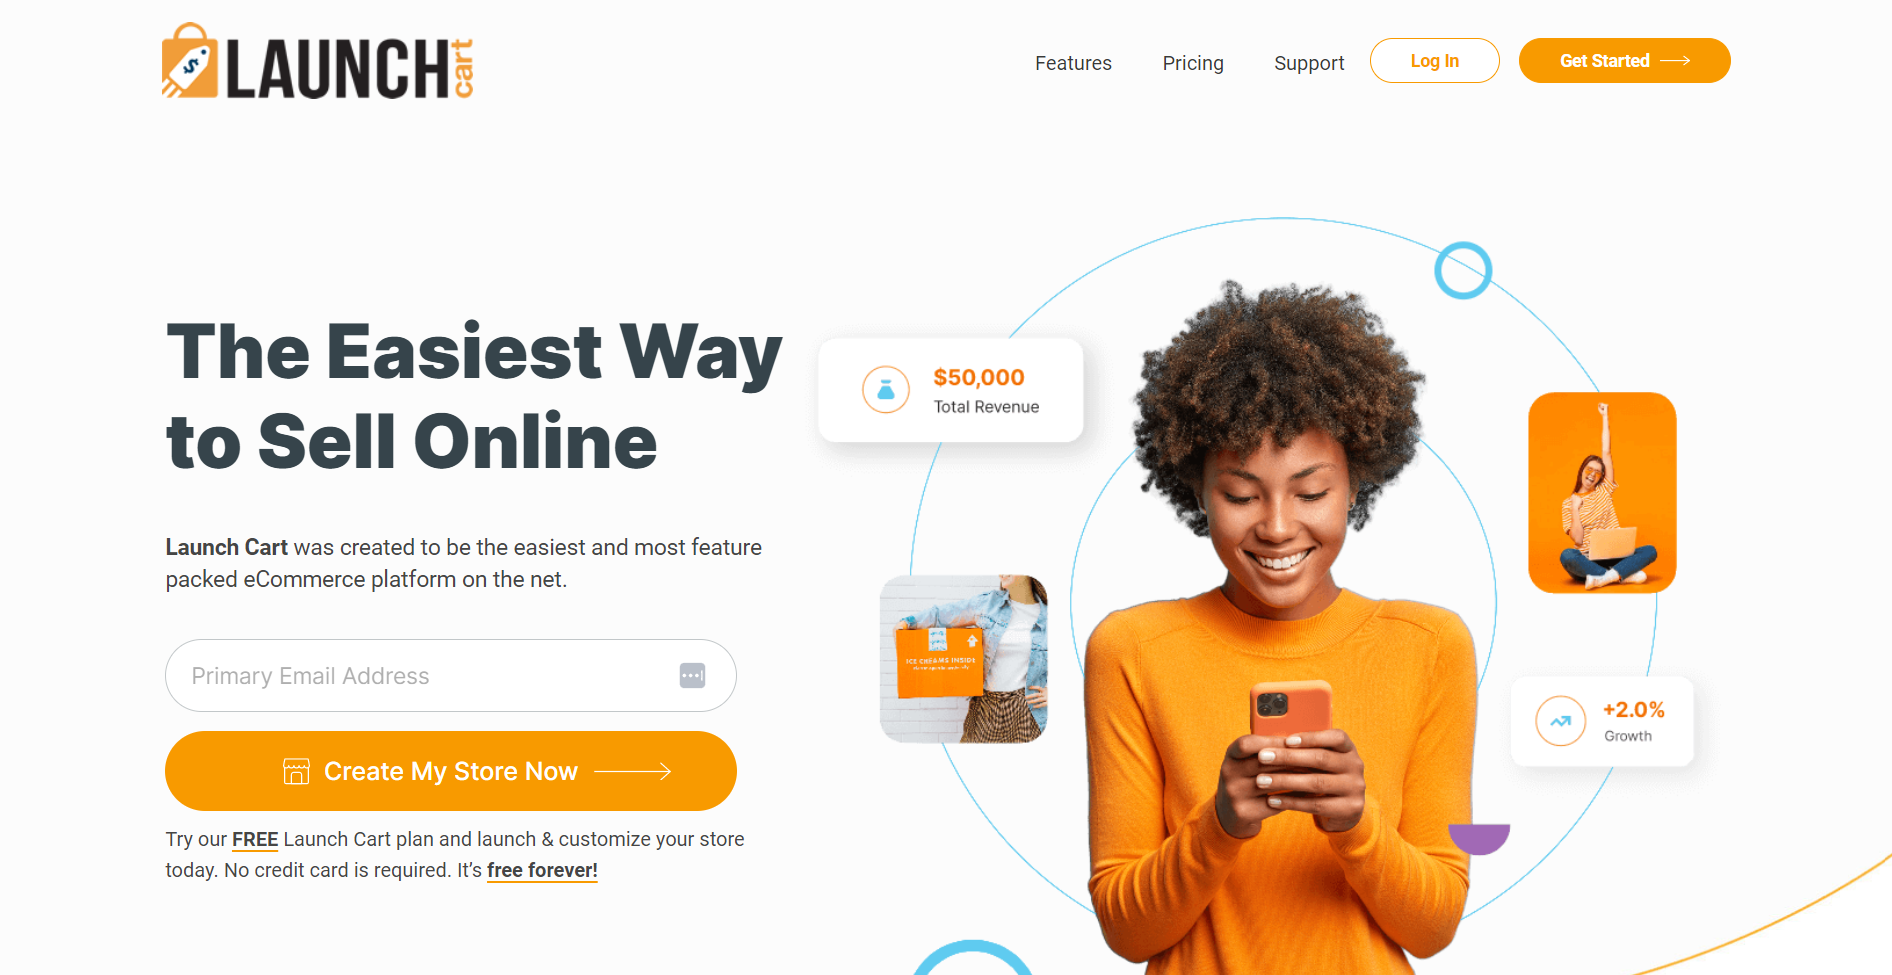 LAUNCH cart
Features
Pricing
Support
Log In
Get Started
The Easiest Way
to Sell Online
Launch Cart was created to be the easiest and most feature
packed eCommerce platform on the net.
Primary Email Address
Create My Store Now
Try our FREE Launch Cart plan and launch & customize your store
today. No credit card is required. It’s free forever!
$50,000
Total Revenue
ICE CREAMS INSIDE
+2.0%
Growth